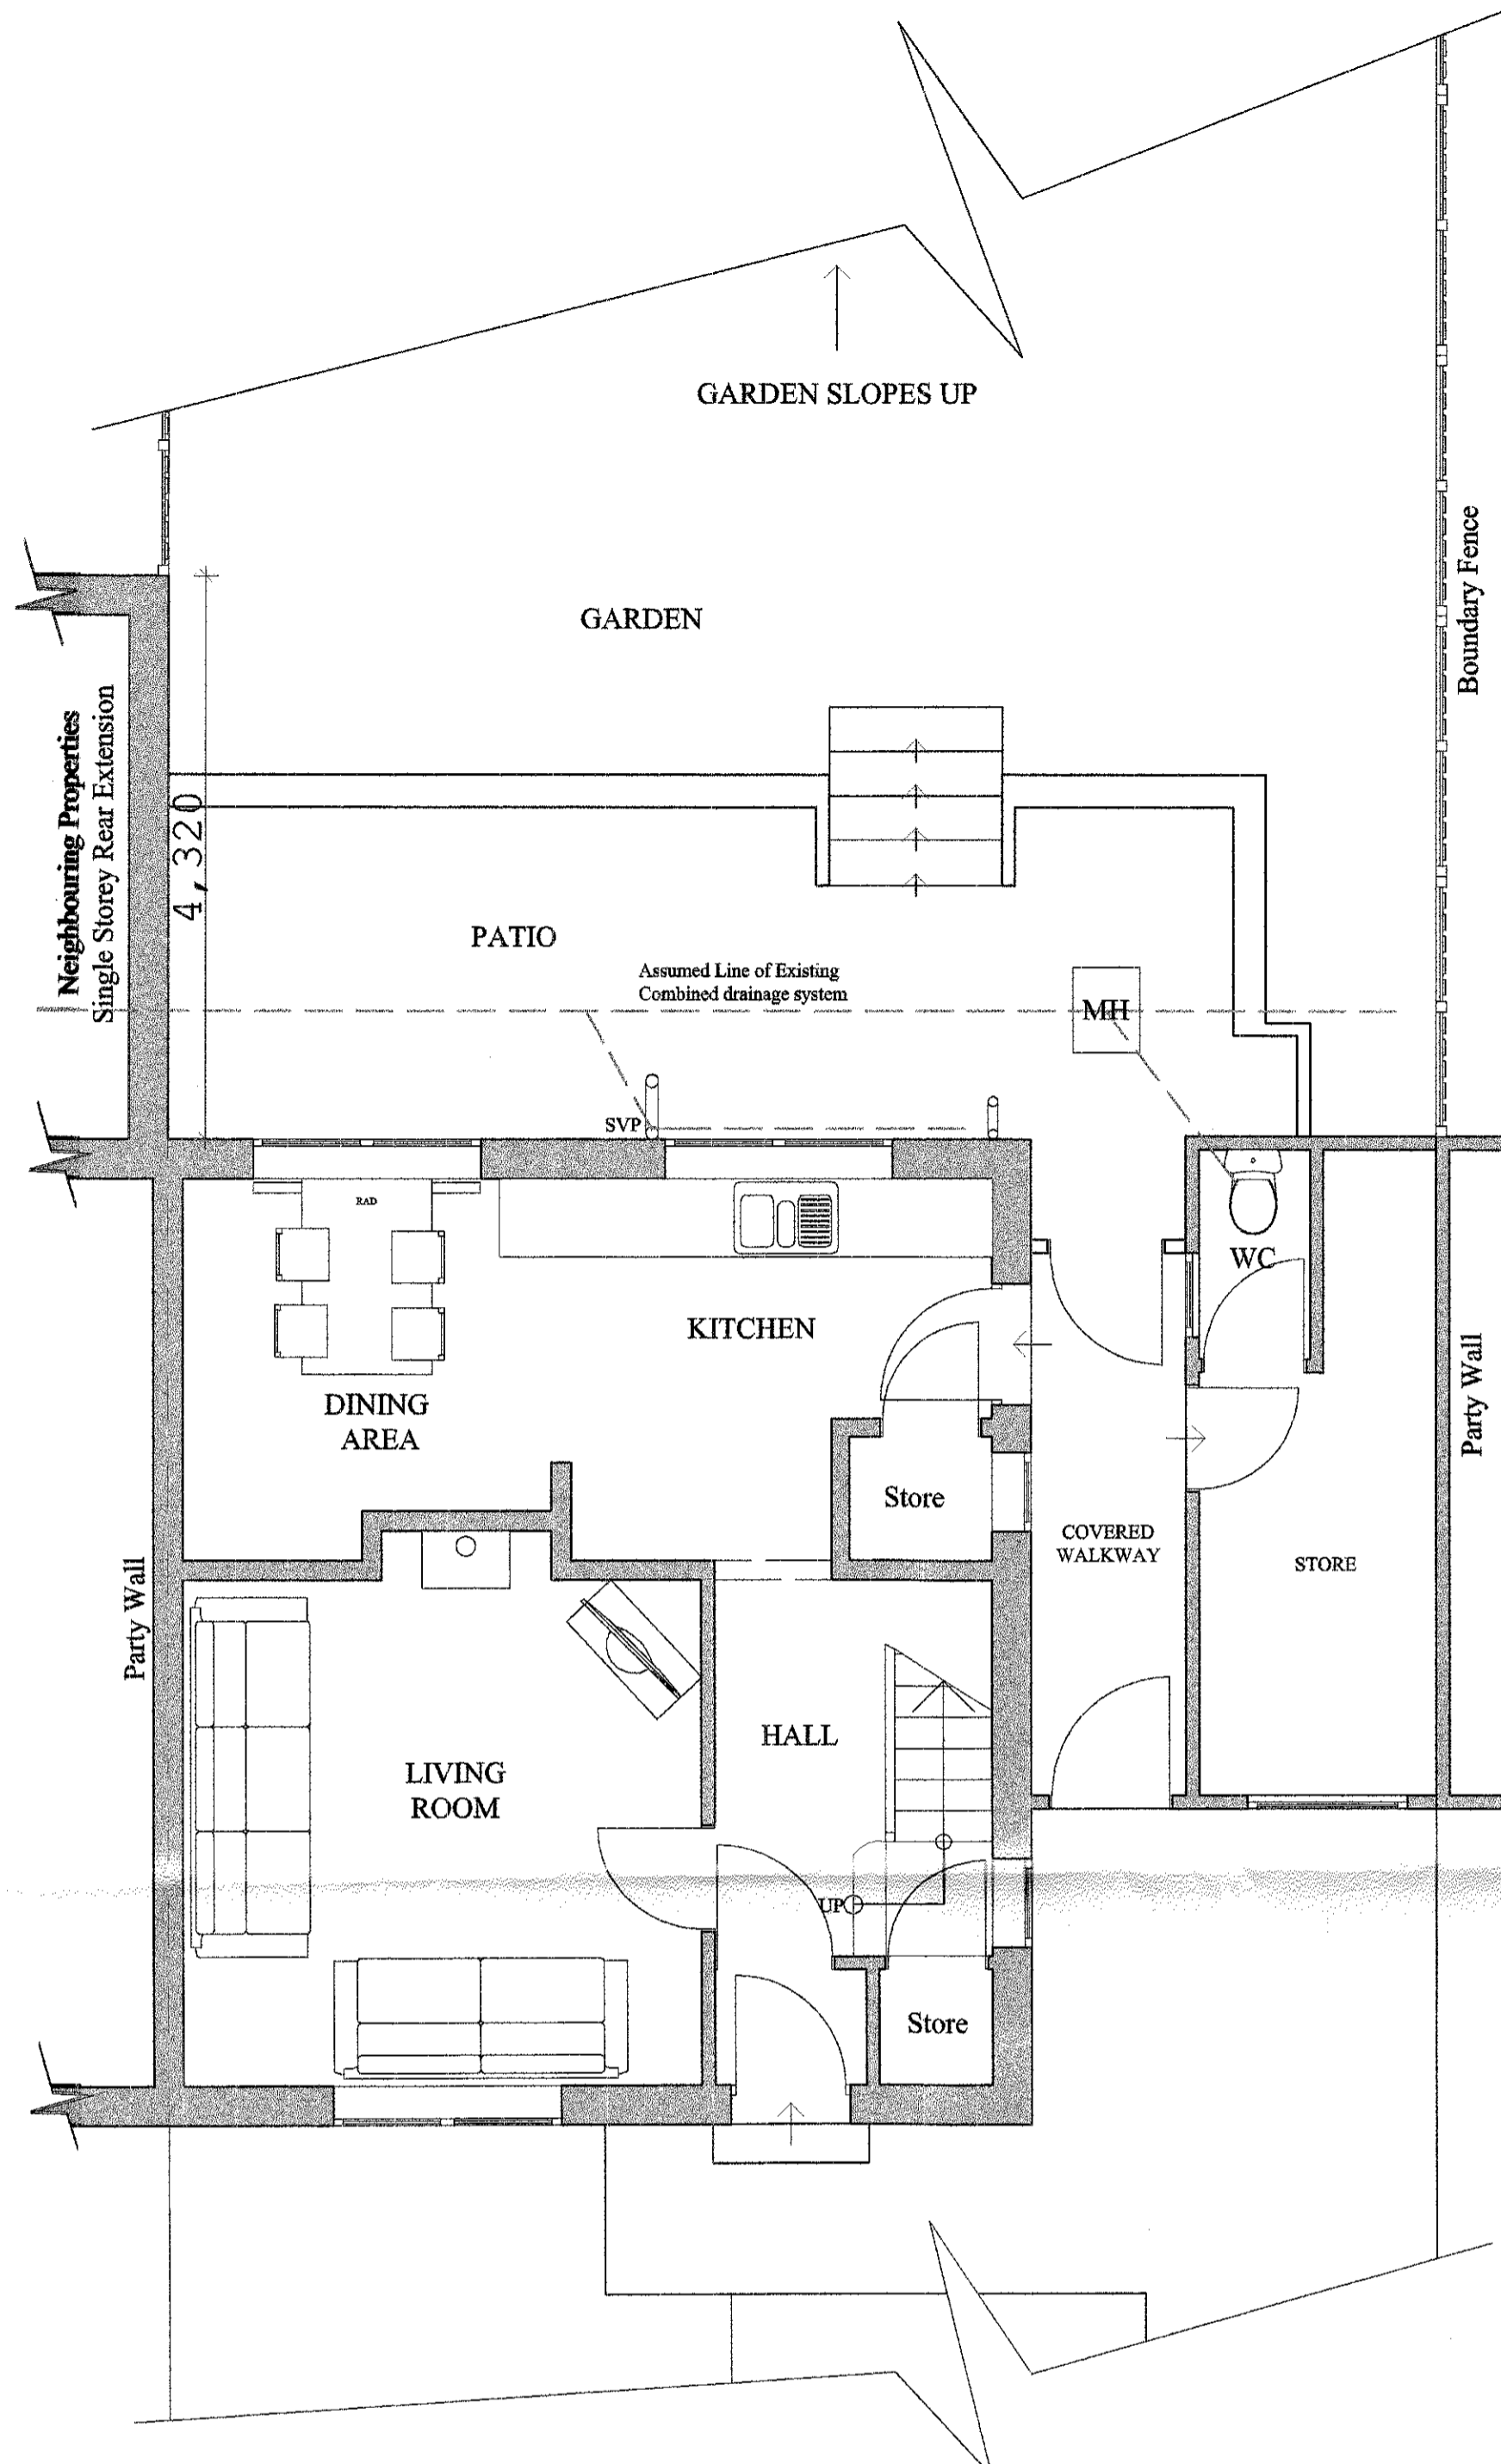 GARDEN SLOPES UP
Boundary Fence
GARDEN
Neighbouring Properties
Single Storey Rear Extension
4,320
PATIO
Assumed Line of Existing
Combined drainage system
MH
SVP
RAD
WC
KITCHEN
DINING
AREA
Party Wall
Store
COVERED
WALKWAY
STORE
Party Wall
HALL
LIVING
ROOM
UP
Store